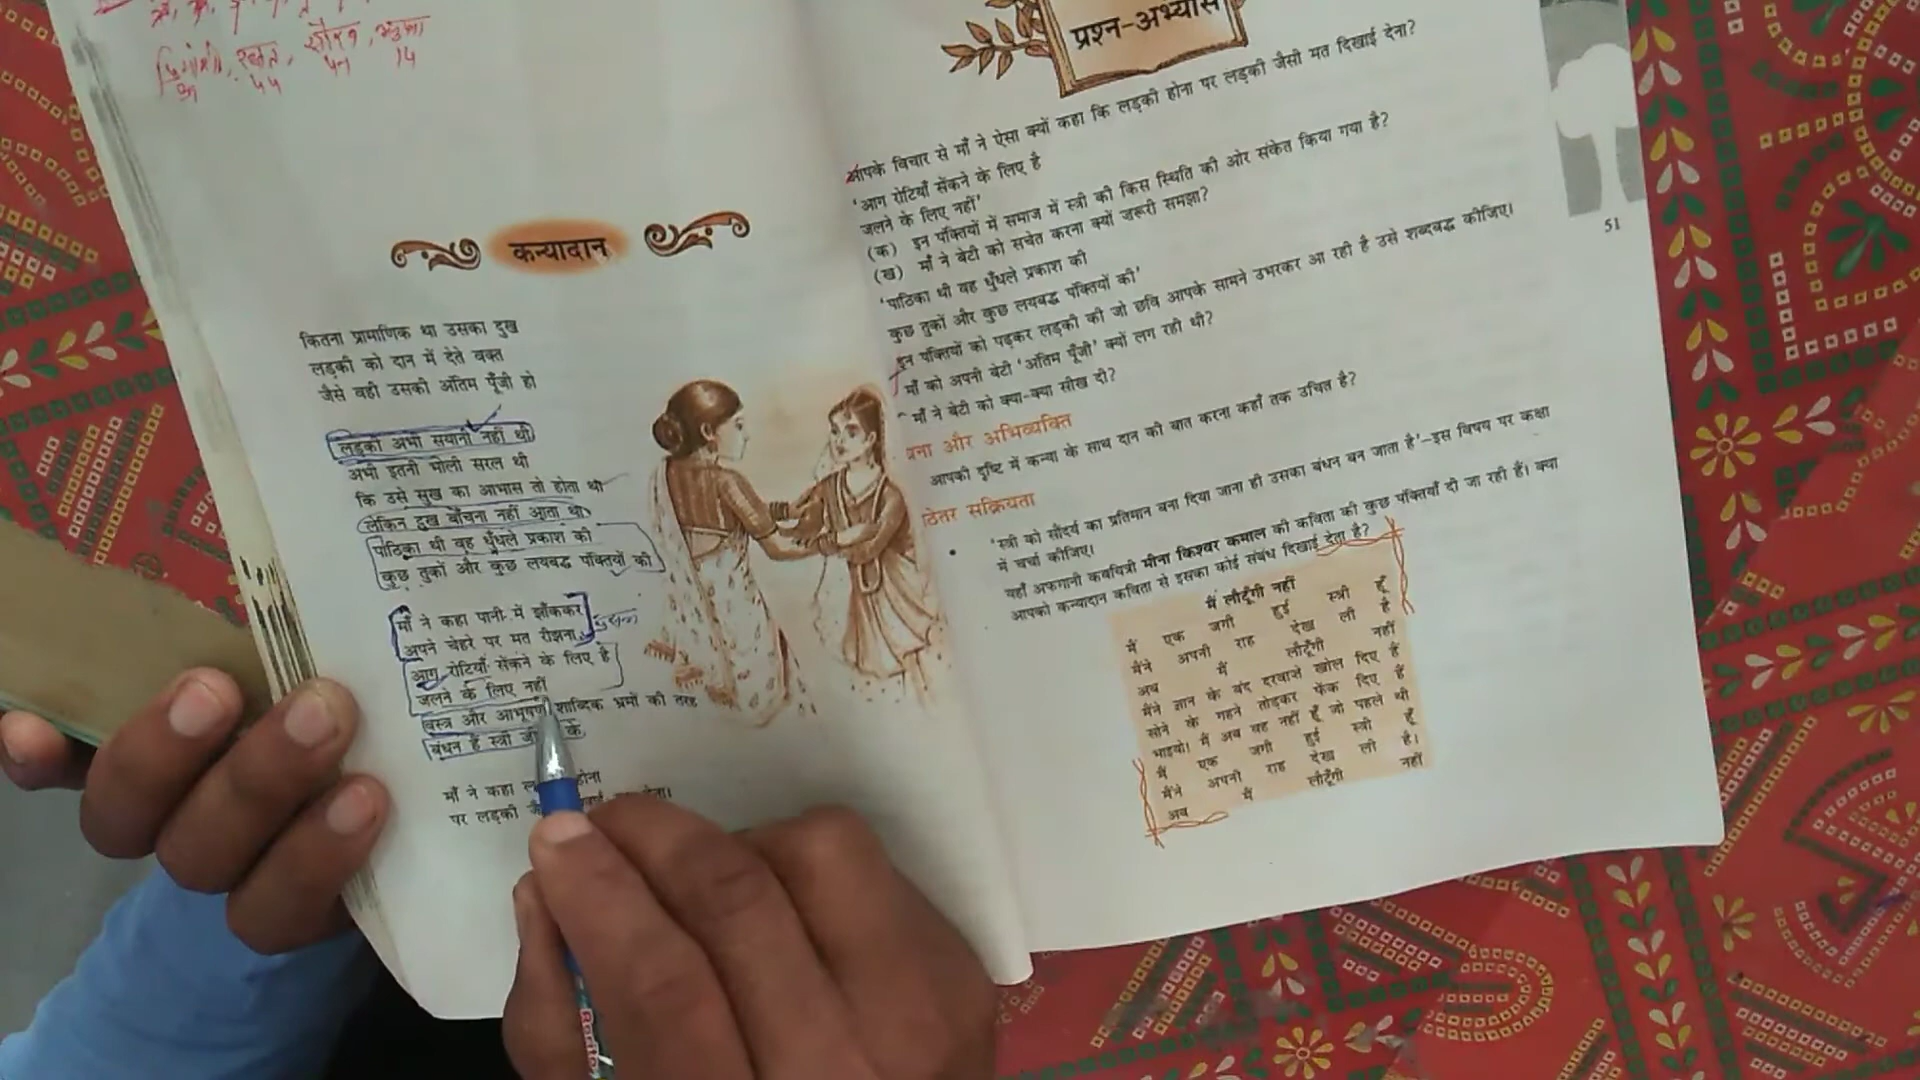 कन्यादान
कितना प्रामाणिक था उसका दुख
लड़की को दान में देते वक्त
जैसे वही उसकी अंतिम पूँजी हो
लड़की अभी सयानी नहीं थी
अभी इतनी भोली सरल थी
कि उसे सुख का आभास तो होता था
लेकिन दुख बाँचना नहीं आता था
पाठिका थी वह धुँधले प्रकाश की
कुछ तुकों और कुछ लयबद्ध पंक्तियों की
माँ ने कहा पानी में झाँककर
अपने चेहरे पर मत रीझना
आग रोटियाँ सेंकने के लिए है
जलने के लिए नहीं
वस्त्र और आभूषण शाब्दिक भ्रमों की तरह
बंधन हैं स्त्री के
माँ ने कहा होना
पर लड़की
प्रश्न-अभ्यास
आपके विचार से माँ ने ऐसा क्यों कहा कि लड़की होना पर लड़की जैसी मत दिखाई देना?
'आग रोटियाँ सेंकने के लिए है
जलने के लिए नहीं'
(क) इन पंक्तियों में समाज में स्त्री की किस स्थिति की ओर संकेत किया गया है?
(ख) माँ ने बेटी को सचेत करना क्यों ज़रूरी समझा?
'पाठिका थी वह धुँधले प्रकाश की
कुछ तुकों और कुछ लयबद्ध पंक्तियों की'
इन पंक्तियों को पढ़कर लड़की की जो छवि आपके सामने उभरकर आ रही है उसे शब्दबद्ध कीजिए।
माँ को अपनी बेटी 'अंतिम पूँजी' क्यों लग रही थी?
माँ ने बेटी को क्या-क्या सीख दी?
चना और अभिव्यक्ति
आपकी दृष्टि में कन्या के साथ दान की बात करना कहाँ तक उचित है?
ठेतर सक्रियता
• 'स्त्री को सौंदर्य का प्रतिमान बना दिया जाना ही उसका बंधन बन जाता है'–इस विषय पर कक्षा
में चर्चा कीजिए।
यहाँ अफगानी कवयित्री मीना किश्वर कमाल की कविता की कुछ पंक्तियाँ दी जा रही हैं। क्या
आपको कन्यादान कविता से इसका कोई संबंध दिखाई देता है?
मैं लौटूँगी नहीं
मैं एक जगी हुई स्त्री हूँ
मैंने अपनी राह देख ली है
अब मैं लौटूँगी नहीं
मैंने ज्ञान के बंद दरवाज़े खोल दिए हैं
सोने के गहने तोड़कर फेंक दिए हैं
भाइयो! मैं अब वह नहीं हूँ जो पहले थी
मैं एक जगी हुई स्त्री हूँ
मैंने अपनी राह देख ली है।
अब मैं लौटूँगी नहीं
51